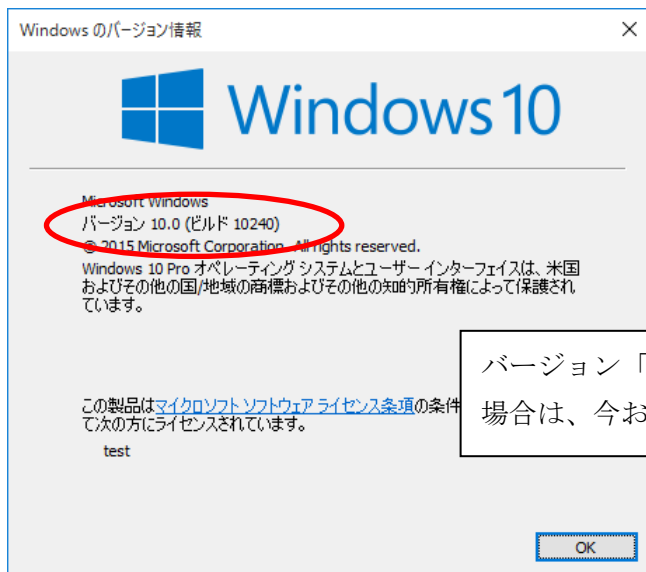 Windows のバージョン情報
Windows 10
Microsoft Windows
バージョン 10.0 (ビルド 10240)
© 2015 Microsoft Corporation. All rights reserved.
Windows 10 Pro オペレーティング システムとユーザー インターフェイスは、米国
およびその他の国/地域の商標およびその他の知的所有権によって保護され
ています。
バージョン「
場合は、今お
この製品はマイクロソフト ソフトウェア ライセンス条項の条件
て次の方にライセンスされています。
test
OK